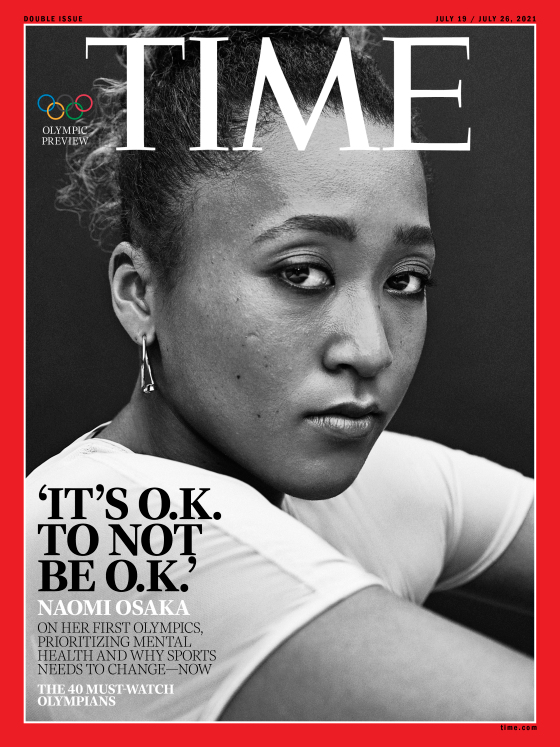 DOUBLE ISSUE
JULY 19 / JULY 26, 2021
TIME
OLYMPIC
PREVIEW
‘IT’S O.K.
TO NOT
BE O.K.’
NAOMI OSAKA
ON HER FIRST OLYMPICS,
PRIORITIZING MENTAL
HEALTH AND WHY SPORTS
NEEDS TO CHANGE—NOW
THE 40 MUST-WATCH
OLYMPIANS
time.com